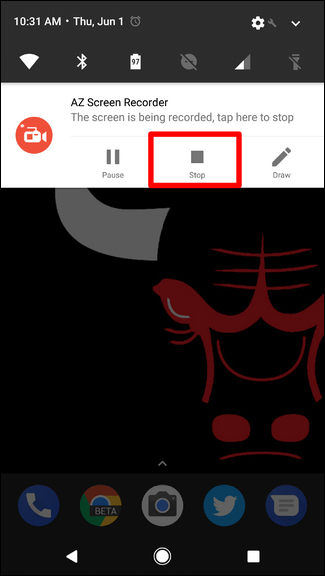 10:31 AM • Thu, Jun 1
97
AZ Screen Recorder
The screen is being recorded, tap here to stop
Pause
Stop
Draw
BETA